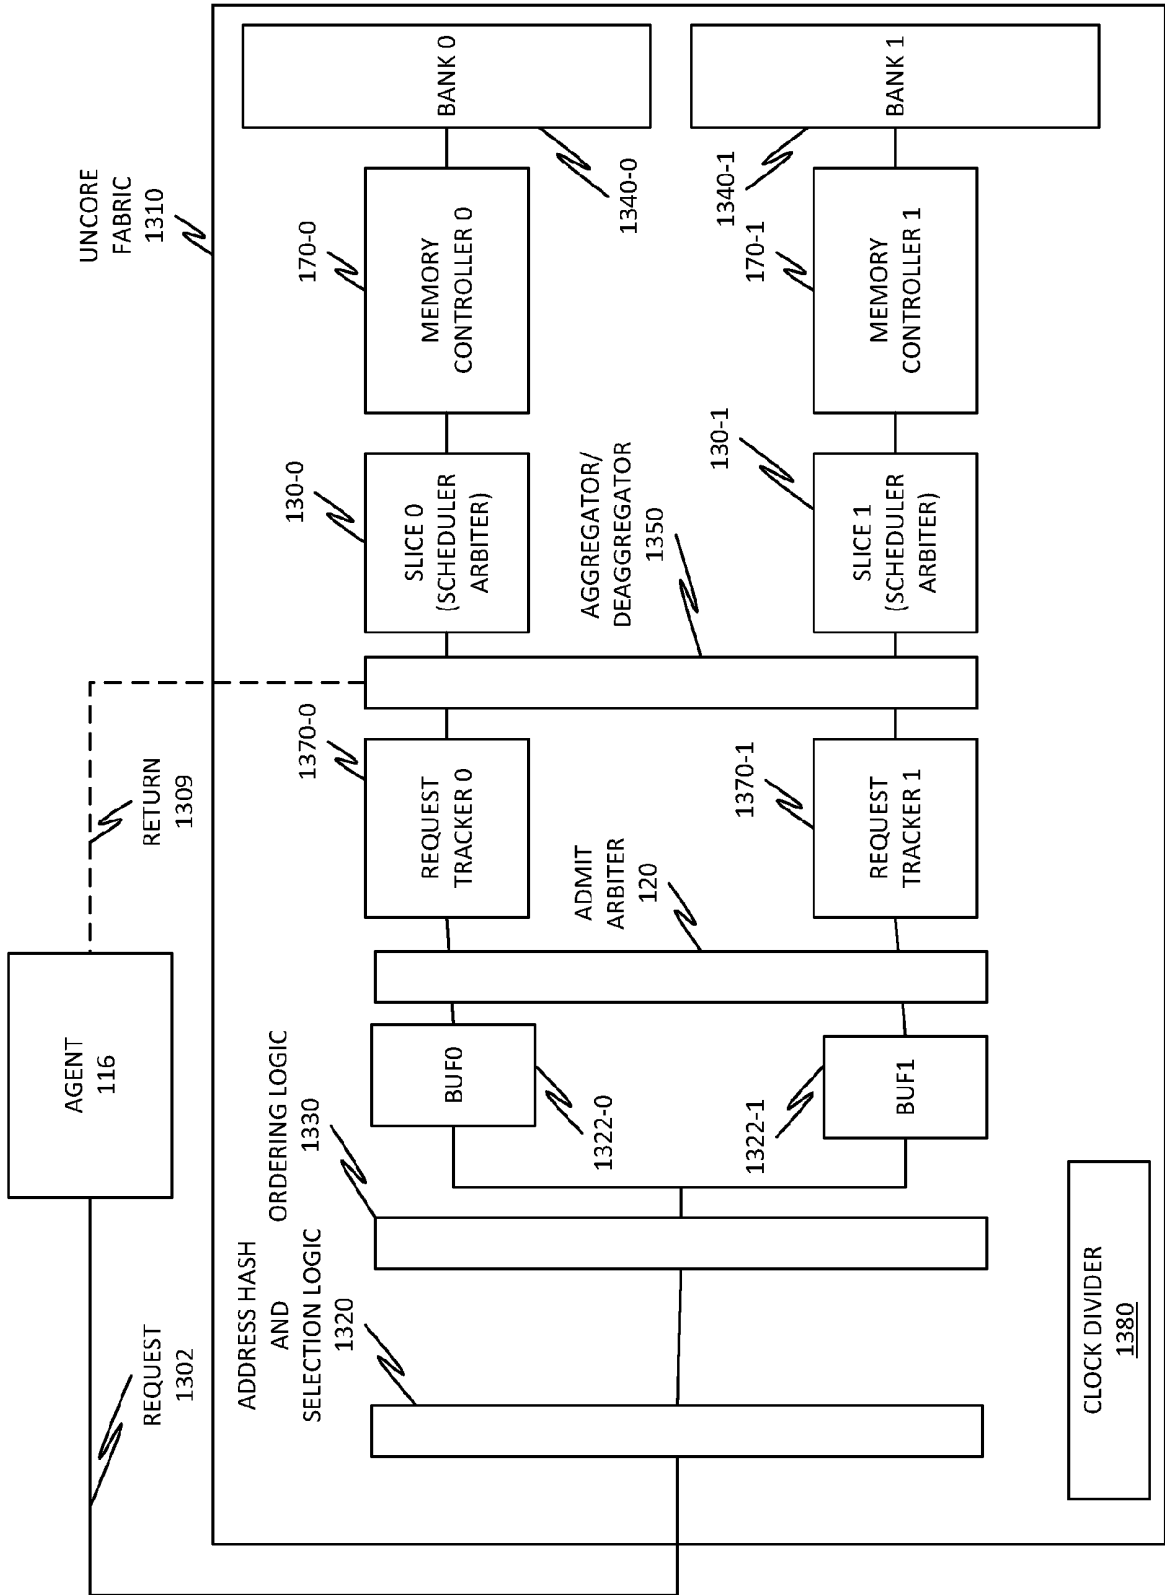 UNCORE
FABRIC
1310
AGENT
116
REQUEST
1302
RETURN
1309
ADDRESS HASH
AND
SELECTION LOGIC
1320
ORDERING LOGIC
1330
BUF0
1322-0
BUF1
1322-1
ADMIT
ARBITER
120
REQUEST
TRACKER 0
1370-0
REQUEST
TRACKER 1
1370-1
AGGREGATOR/
DEAGGREGATOR
1350
SLICE 0
(SCHEDULER
ARBITER)
130-0
SLICE 1
(SCHEDULER
ARBITER)
130-1
MEMORY
CONTROLLER 0
170-0
MEMORY
CONTROLLER 1
170-1
BANK 0
1340-0
BANK 1
1340-1
CLOCK DIVIDER
1380